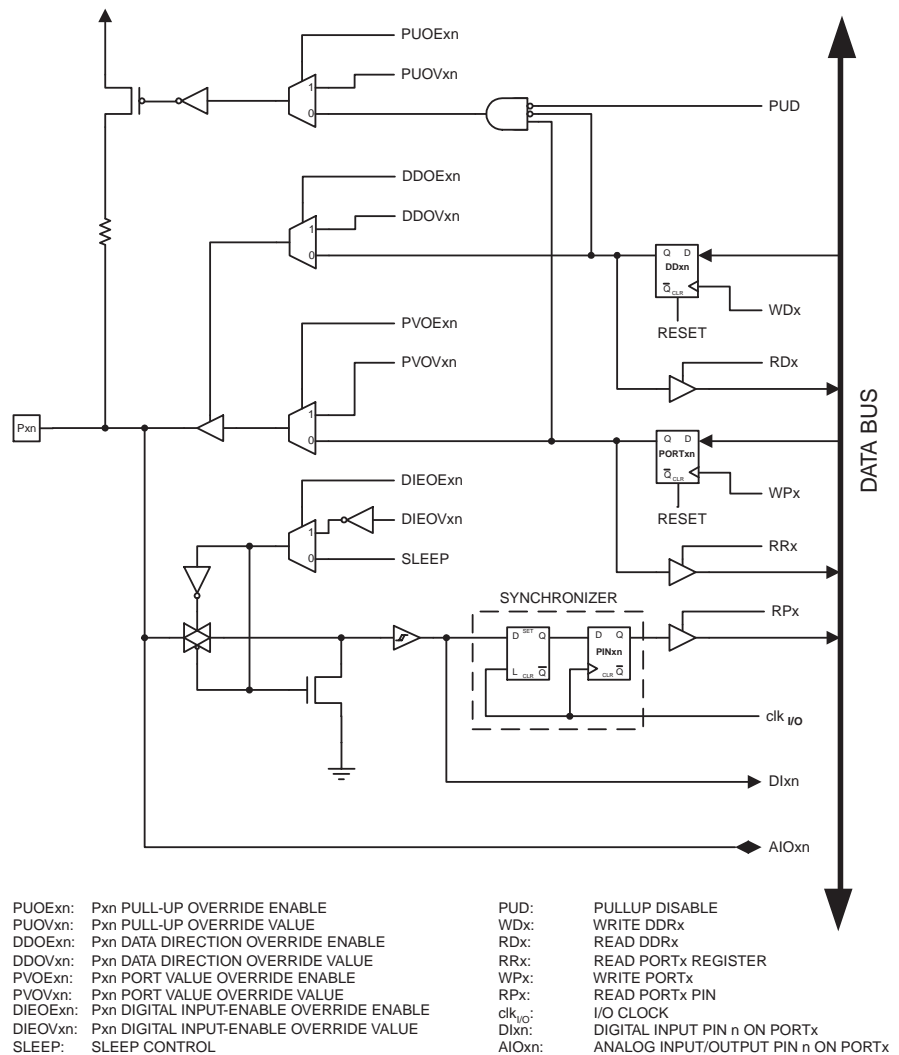 PUOExn
PUOVxn
1
0
PUD
DDOExn
DDOVxn
1
0
Q D
DDxn
Q CLR
WDx
RESET
RDx
PVOExn
PVOVxn
1
0
Pxn
Q D
PORTxn
Q CLR
WPx
RESET
RRx
DATA BUS
DIEOExn
DIEOVxn
1
0
SLEEP
SYNCHRONIZER
D SET Q
L CLR Q
D Q
PINxn
CLR Q
RPx
clk I/O
DIxn
AIOxn
PUOExn: Pxn PULL-UP OVERRIDE ENABLE
PUOVxn: Pxn PULL-UP OVERRIDE VALUE
DDOExn: Pxn DATA DIRECTION OVERRIDE ENABLE
DDOVxn: Pxn DATA DIRECTION OVERRIDE VALUE
PVOExn: Pxn PORT VALUE OVERRIDE ENABLE
PVOVxn: Pxn PORT VALUE OVERRIDE VALUE
DIEOExn: Pxn DIGITAL INPUT-ENABLE OVERRIDE ENABLE
DIEOVxn: Pxn DIGITAL INPUT-ENABLE OVERRIDE VALUE
SLEEP: SLEEP CONTROL
PUD: PULLUP DISABLE
WDx: WRITE DDRx
RDx: READ DDRx
RRx: READ PORTx REGISTER
WPx: WRITE PORTx
RPx: READ PORTx PIN
clkI/O: I/O CLOCK
DIxn: DIGITAL INPUT PIN n ON PORTx
AIOxn: ANALOG INPUT/OUTPUT PIN n ON PORTx